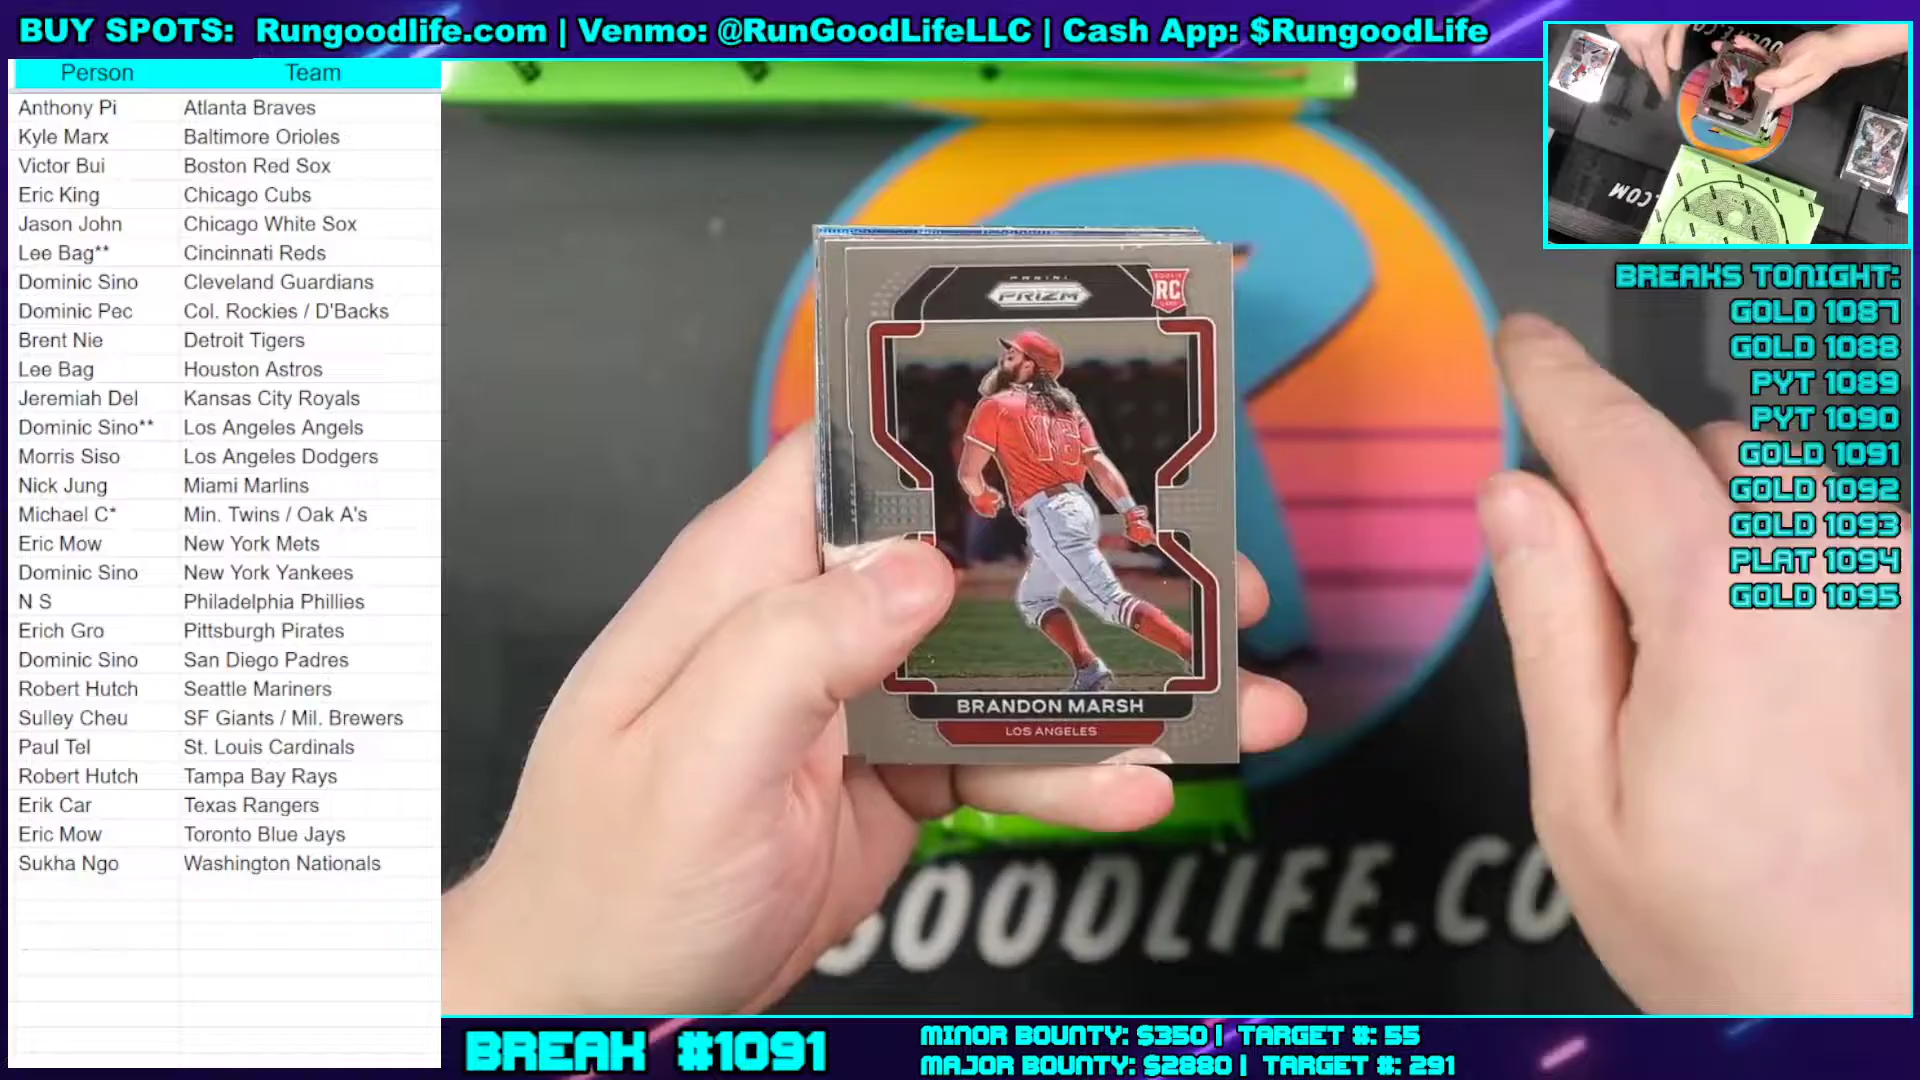 BUY SPOTS: Rungoodlife.com | Venmo: @RunGoodLifeLLC | Cash App: $RungoodLife
Person Team
Anthony Pi Atlanta Braves
Kyle Marx Baltimore Orioles
Victor Bui Boston Red Sox
Eric King Chicago Cubs
Jason John Chicago White Sox
Lee Bag** Cincinnati Reds
Dominic Sino Cleveland Guardians
Dominic Pec Col. Rockies / D'Backs
Brent Nie Detroit Tigers
Lee Bag Houston Astros
Jeremiah Del Kansas City Royals
Dominic Sino** Los Angeles Angels
Morris Siso Los Angeles Dodgers
Nick Jung Miami Marlins
Michael C* Min. Twins / Oak A's
Eric Mow New York Mets
Dominic Sino New York Yankees
N S Philadelphia Phillies
Erich Gro Pittsburgh Pirates
Dominic Sino San Diego Padres
Robert Hutch Seattle Mariners
Sulley Cheu SF Giants / Mil. Brewers
Paul Tel St. Louis Cardinals
Robert Hutch Tampa Bay Rays
Erik Car Texas Rangers
Eric Mow Toronto Blue Jays
Sukha Ngo Washington Nationals
PANINI
PRIZM
ROOKIE
RC
16
BRANDON MARSH
LOS ANGELES
GOODLIFE.CO
.COM
BREAKS TONIGHT:
GOLD 1087
GOLD 1088
PYT 1089
PYT 1090
GOLD 1091
GOLD 1092
GOLD 1093
PLAT 1094
GOLD 1095
BREAK #1091
MINOR BOUNTY: $350 | TARGET #: 55
MAJOR BOUNTY: $2880 | TARGET #: 291